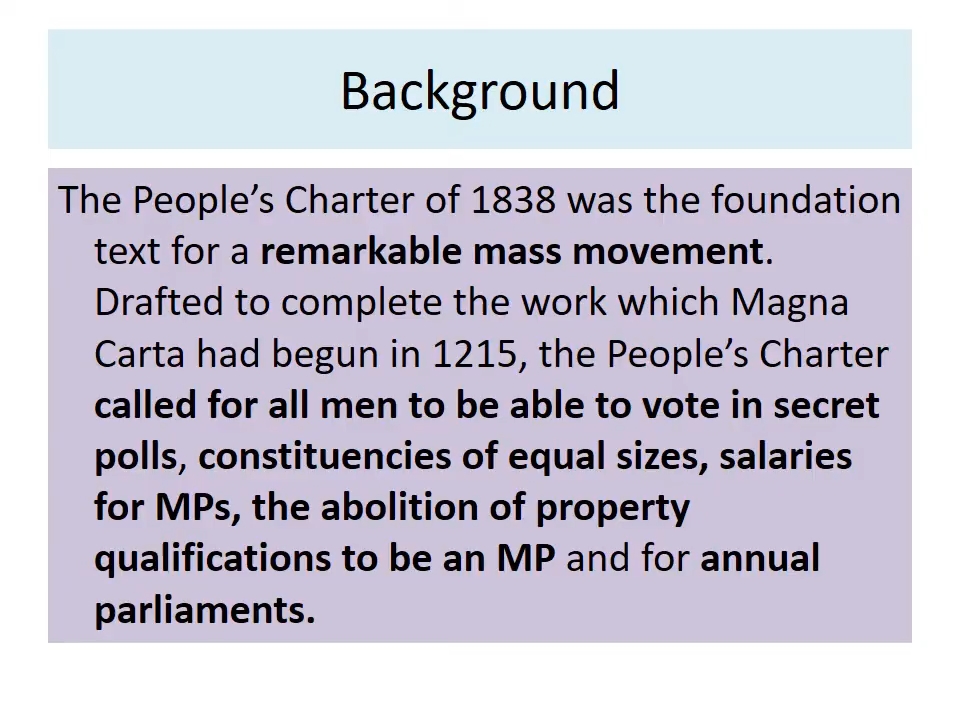 Background
The People’s Charter of 1838 was the foundation
text for a remarkable mass movement.
Drafted to complete the work which Magna
Carta had begun in 1215, the People’s Charter
called for all men to be able to vote in secret
polls, constituencies of equal sizes, salaries
for MPs, the abolition of property
qualifications to be an MP and for annual
parliaments.